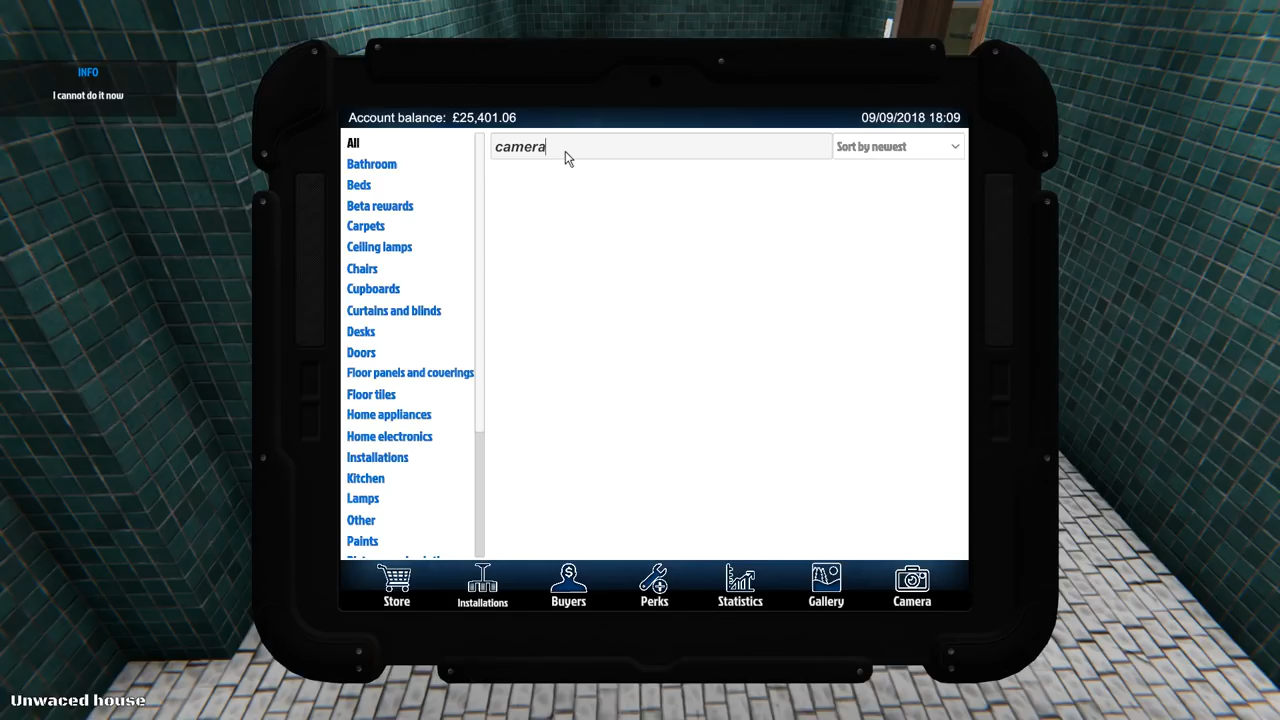 INFO
I cannot do it now
Account balance: £25,401.06
09/09/2018 18:09
All
Bathroom
Beds
Beta rewards
Carpets
Ceiling lamps
Chairs
Cupboards
Curtains and blinds
Desks
Doors
Floor panels and coverings
Floor tiles
Home appliances
Home electronics
Installations
Kitchen
Lamps
Other
Paints
camera
Sort by newest
Store
Installations
Buyers
Perks
Statistics
Gallery
Camera
Unwaced house